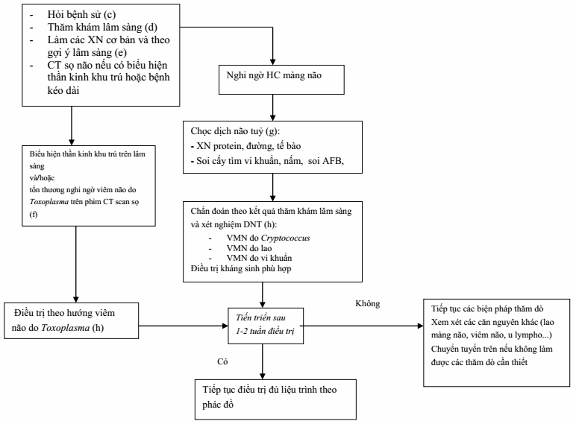 - Hỏi bệnh sử (c)
- Thăm khám lâm sàng (d)
- Làm các XN cơ bản và theo
gợi ý lâm sàng (e)
- CT sọ não nếu có biểu hiện
thần kinh khu trú hoặc bệnh
kéo dài
Nghi ngờ HC màng não
Chọc dịch não tuỷ (g):
- XN protein, đường, tế bào
- Soi cấy tìm vi khuẩn, nấm, soi AFB,
Biểu hiện thần kinh khu trú trên lâm
sàng
và/hoặc
tổn thương nghi ngờ viêm não do
Toxoplasma trên phim CT scan sọ
(f)
Chẩn đoán theo kết quả thăm khám lâm sàng
và xét nghiệm DNT (h):
- VMN do Cryptococcus
- VMN do lao
- VMN do vi khuẩn
Điều trị kháng sinh phù hợp
Điều trị theo hướng viêm
não do Toxoplasma (h)
Tiến triển sau
1-2 tuần điều trị
Không
Tiếp tục các biện pháp thăm dò
Xem xét các căn nguyên khác (lao
màng não, viêm não, u lympho...)
Chuyển tuyến trên nếu không làm
được các thăm dò cần thiết
Có
Tiếp tục điều trị đủ liệu trình theo
phác đồ